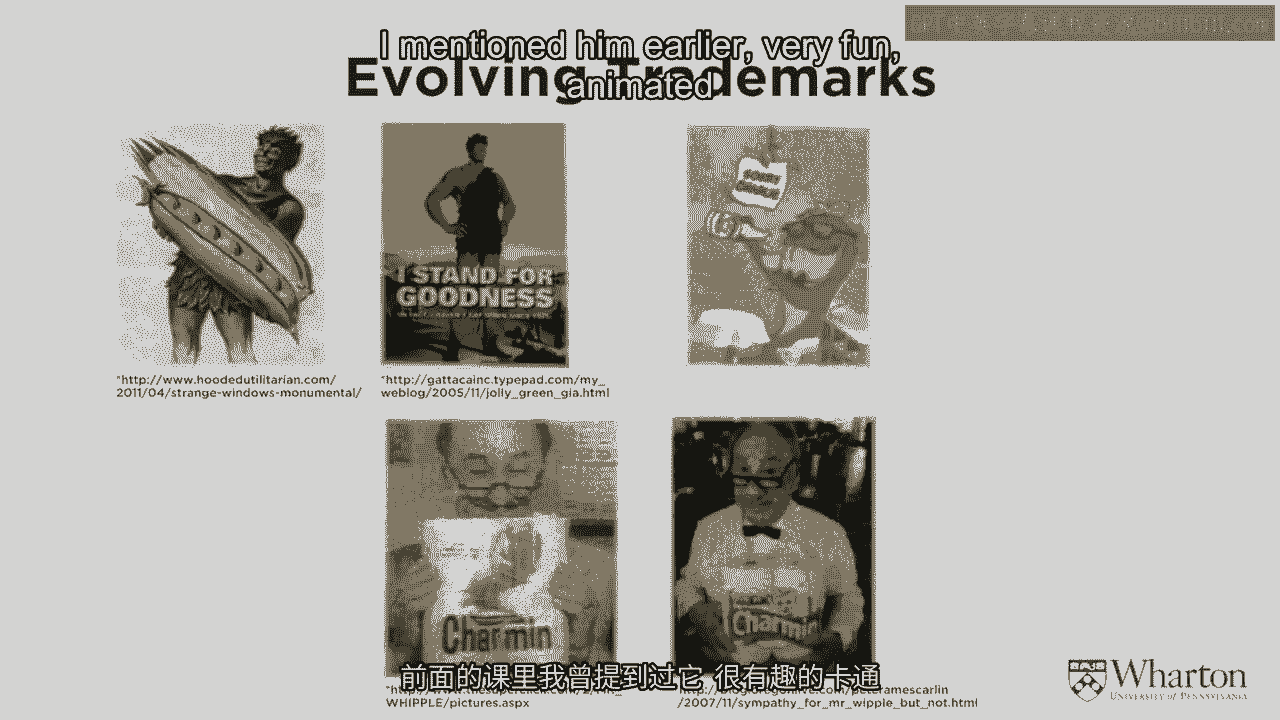 I mentioned him earlier, very fun,
animated
Evolving Trademarks
I STAND FOR
GOODNESS
SORRY
CHARLIE
"http://www.hoodedutilitarian.com/
2011/04/strange-windows-monumental/
"http://gattacainc.typepad.com/my_
weblog/2005/11/jolly_green_gia.html
Charmin
Charmin
前面的课里我曾提到过它 很有趣的卡通
WHIPPLE/pictures.aspx
/2007/11/sympathy_for_mr_wipple_but_not.html
Wharton
UNIVERSITY of PENNSYLVANIA